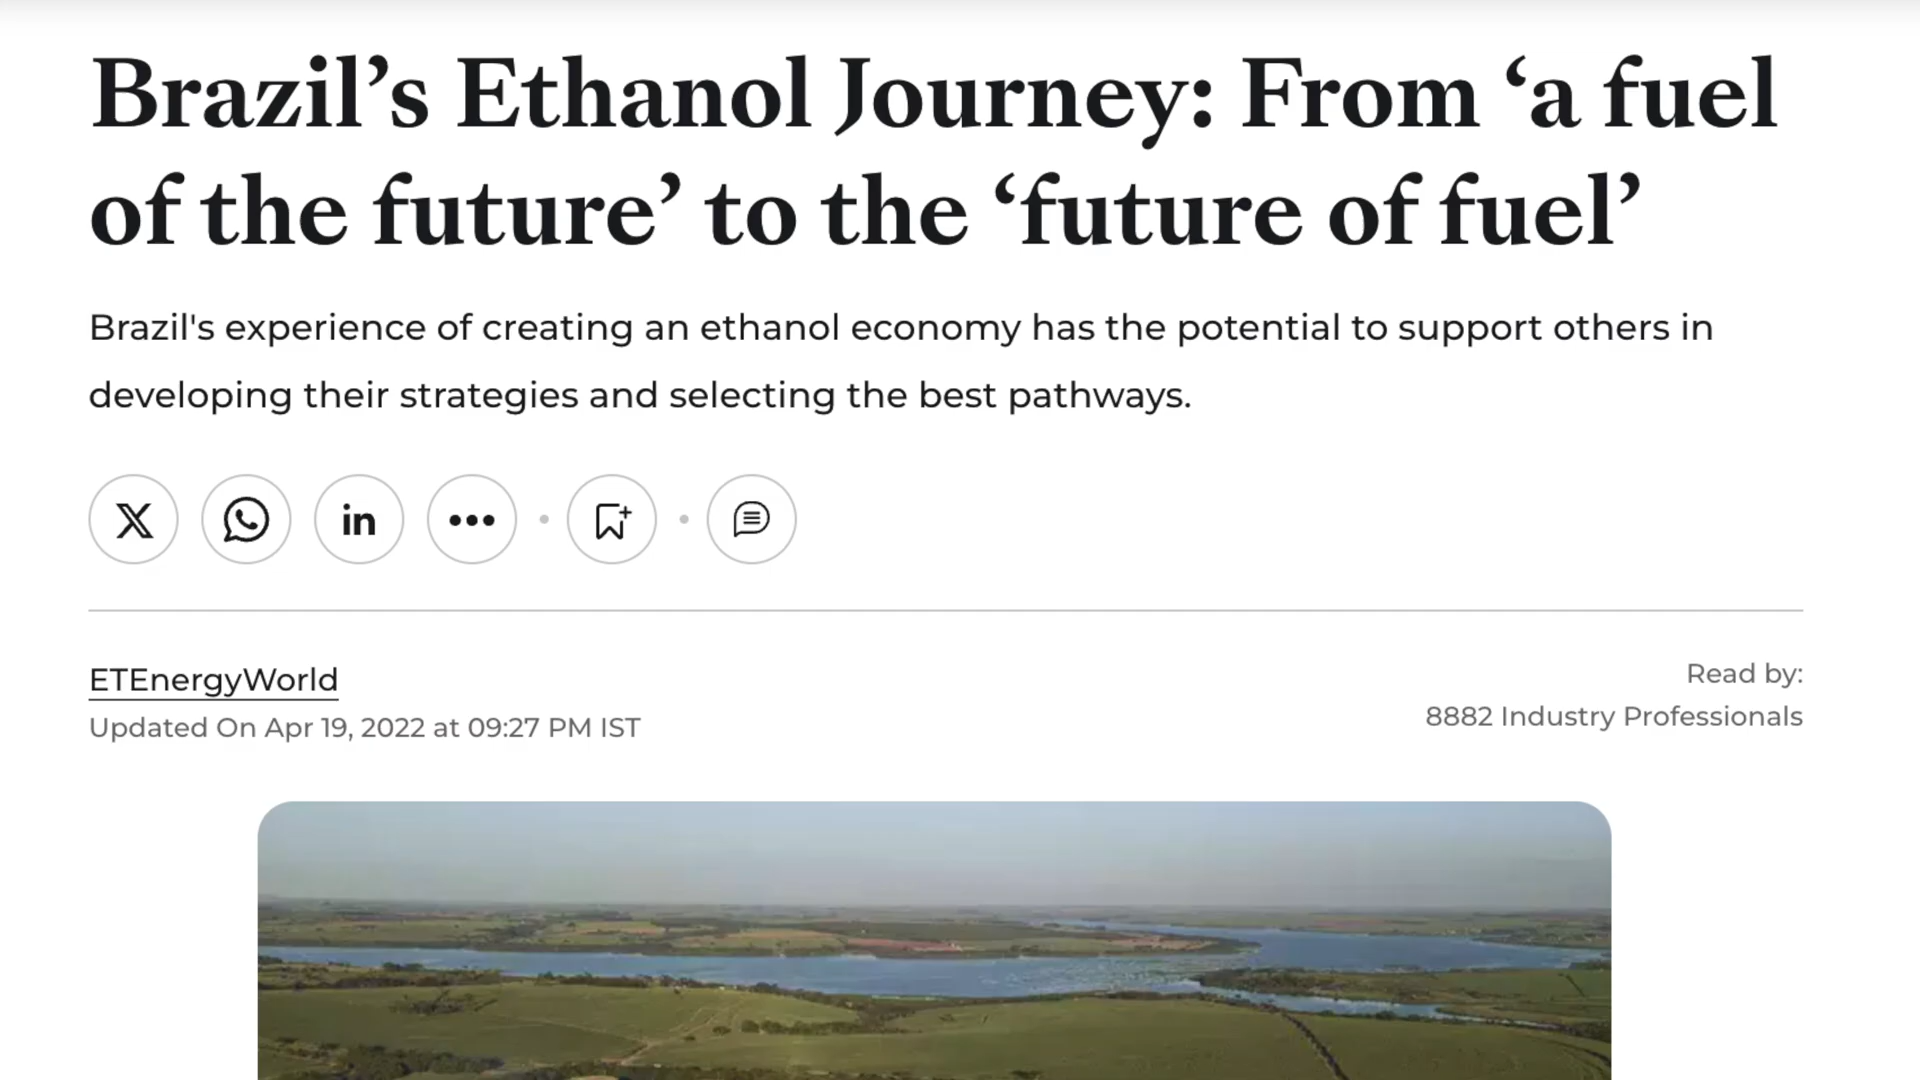 Brazil’s Ethanol Journey: From ‘a fuel
of the future’ to the ‘future of fuel’
Brazil's experience of creating an ethanol economy has the potential to support others in
developing their strategies and selecting the best pathways.
ETEnergyWorld
Updated On Apr 19, 2022 at 09:27 PM IST
Read by:
8882 Industry Professionals